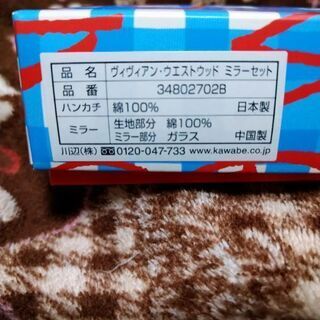 品 名 ヴィヴィアン・ウエストウッド ミラーセット
品 番 34802702B
ハンカチ 綿100% 日本製
ミラー 生地部分 綿100%
ミラー部分 ガラス 中国製
川辺(株) ☎ 0120-047-733 www.kawabe.co.jp